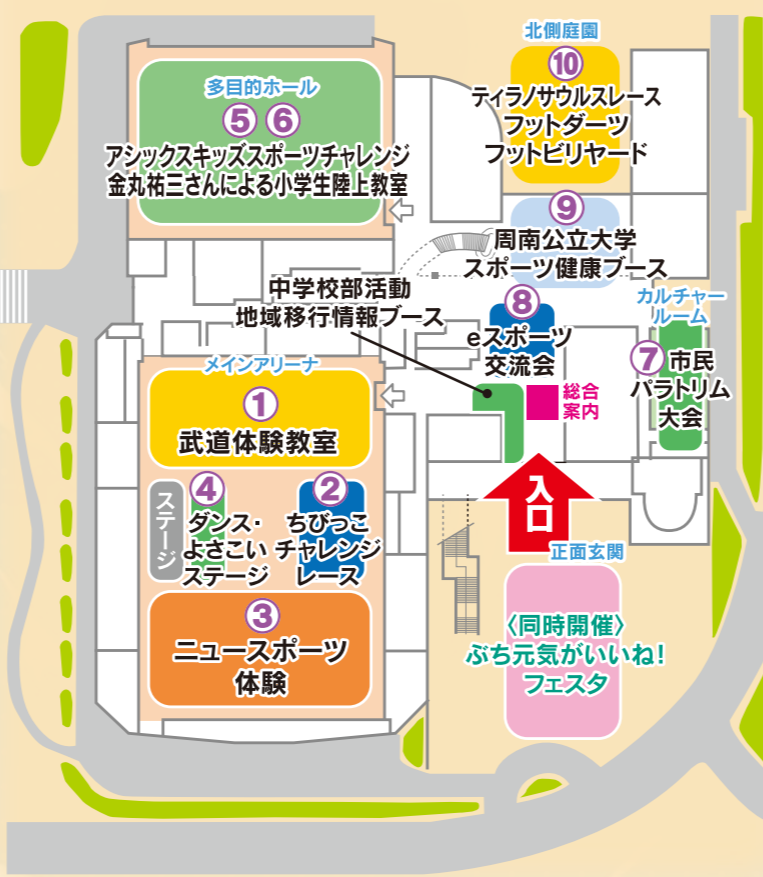 北側庭園
⑩
ティラノサウルスレース
フットダーツ
フットビリヤード
多目的ホール
⑤⑥
アシックスキッズスポーツチャレンジ
金丸祐三さんによる小学生陸上教室
⑨
周南公立大学
スポーツ健康ブース
中学校部活動
地域移行情報ブース
⑧
eスポーツ
交流会
カルチャー
ルーム
⑦市民
パラトリム
大会
総合
案内
メインアリーナ
①
武道体験教室
ステージ
④
ダンス・
よさこい
ステージ
②
ちびっこ
チャレンジ
レース
③
ニュースポーツ
体験
入口
正面玄関
〈同時開催〉
ぶち元気がいいね!
フェスタ